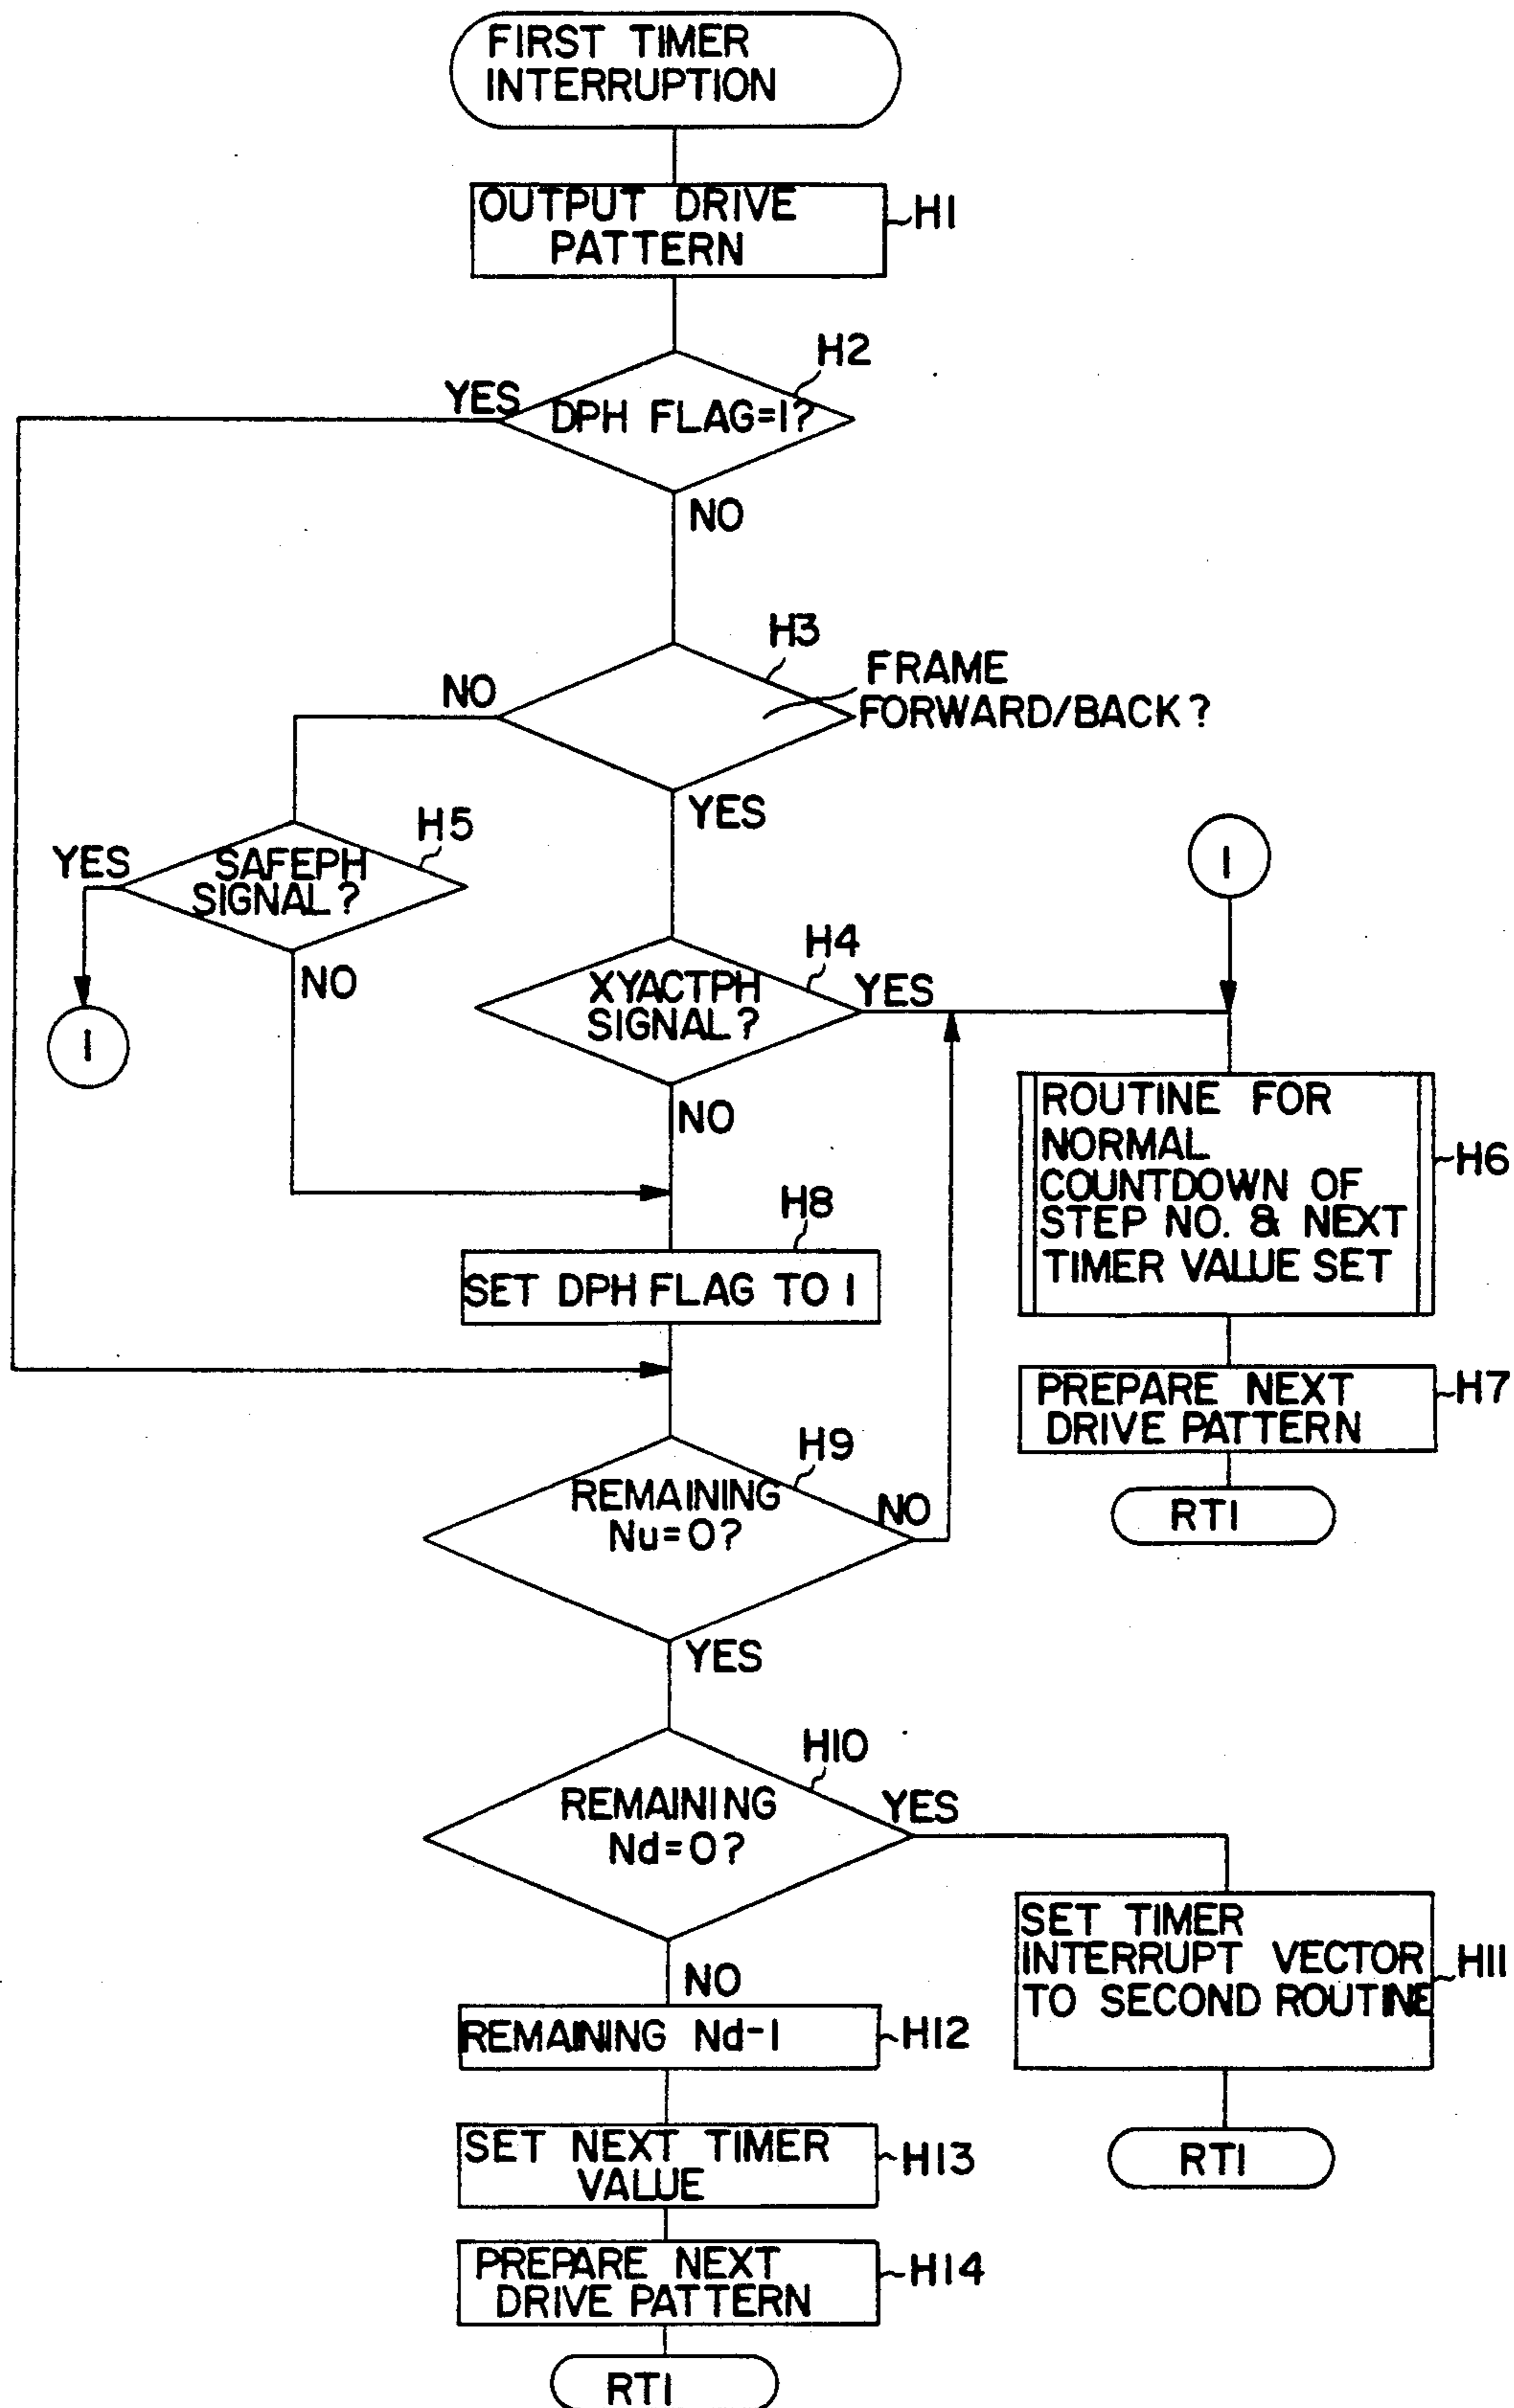 FIRST TIMER
INTERRUPTION
OUTPUT DRIVE
PATTERN
H1
H2
YES
DPH FLAG=1?
NO
H3
NO
FRAME
FORWARD/BACK?
YES
H5
YES
SAFEPH
SIGNAL?
NO
1
H4
XYACTPH
SIGNAL?
YES
NO
1
ROUTINE FOR
NORMAL
COUNTDOWN OF
STEP NO. & NEXT
TIMER VALUE SET
H6
H8
SET DPH FLAG TO 1
PREPARE NEXT
DRIVE PATTERN
H7
RTI
H9
REMAINING
Nu=0?
NO
YES
H10
REMAINING
Nd=0?
YES
NO
SET TIMER
INTERRUPT VECTOR
TO SECOND ROUTINE
H11
RTI
REMAINING Nd-1
H12
SET NEXT TIMER
VALUE
H13
PREPARE NEXT
DRIVE PATTERN
H14
RTI